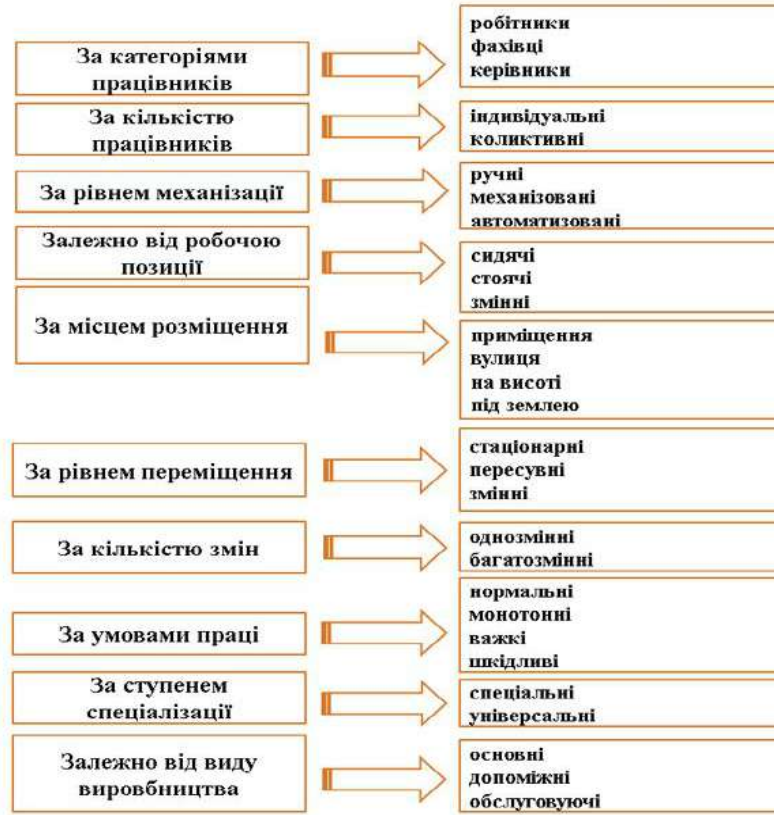 За категоріями
працівників
робітники
фахівці
керівники
За кількістю
працівників
індивідуальні
коликтивні
За рівнем механізації
ручні
механізовані
автоматизовані
Залежно від робочою
позиції
сидячі
стоячі
змінні
За місцем розміщення
приміщення
вулиця
на висоті
під землею
За рівнем переміщення
стаціонарні
пересувні
змінні
За кількістю змін
однозмінні
багатозмінні
За умовами праці
нормальні
монотонні
важкі
шкідливі
За ступенем
спеціалізації
спеціальні
універсальні
Залежно від виду
вировбництва
основні
допоміжні
обслуговуючі